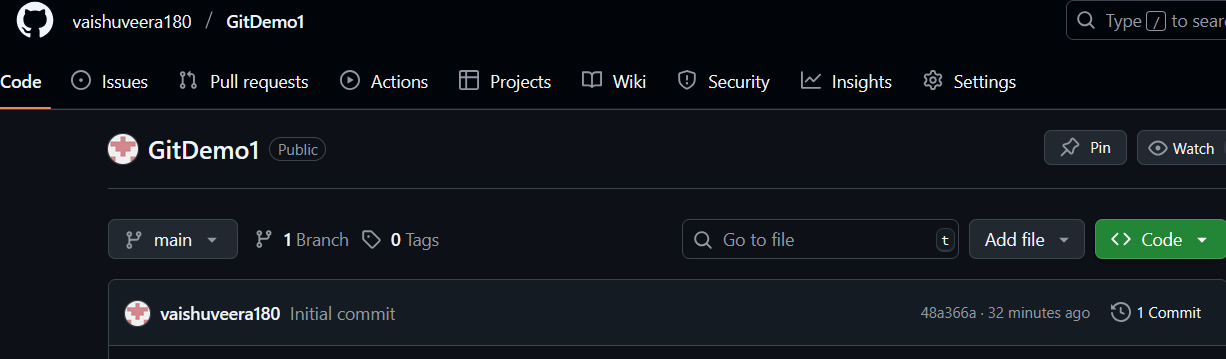 vaishuveera180 / GitDemo1 Type / to sear
Code Issues Pull requests Actions Projects Wiki Security Insights Settings
GitDemo1 Public Pin Watch
main 1 Branch 0 Tags Go to file t Add file <> Code
vaishuveera180 Initial commit 48a366a · 32 minutes ago 1 Commit